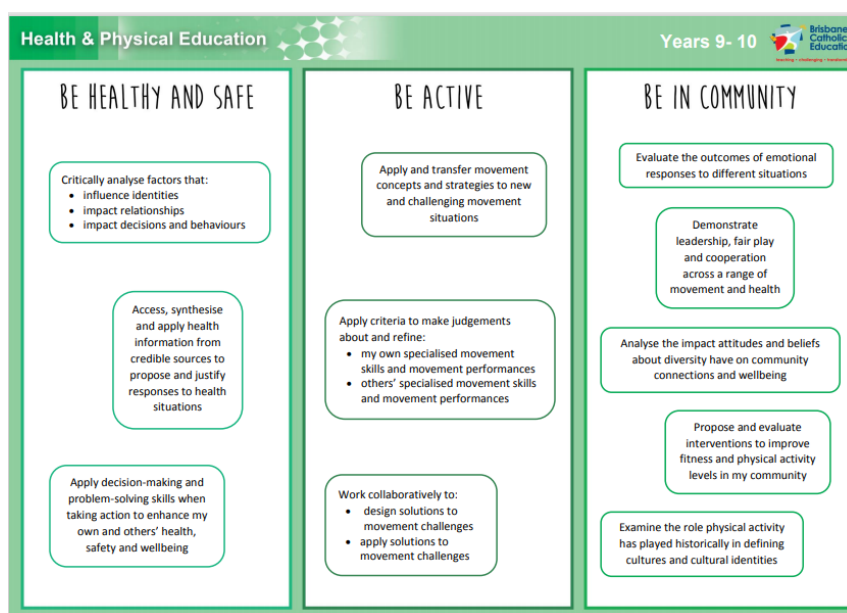 Health & Physical Education
Years 9- 10
Brisbane
Catholic
Education
BE HEALTHY AND SAFE
Critically analyse factors that:
• influence identities
• impact relationships
• impact decisions and behaviours
Access, synthesise
and apply health
information from
credible sources to
propose and justify
responses to health
situations
Apply decision-making and
problem-solving skills when
taking action to enhance my
own and others' health,
safety and wellbeing
BE ACTIVE
Apply and transfer movement
concepts and strategies to new
and challenging movement
situations
Apply criteria to make judgements
about and refine:
• my own specialised movement
skills and movement performances
• others' specialised movement skills
and movement performances
Work collaboratively to:
• design solutions to
movement challenges
• apply solutions to
movement challenges
BE IN COMMUNITY
Evaluate the outcomes of emotional
responses to different situations
Demonstrate
leadership, fair play
and cooperation
across a range of
movement and health
Analyse the impact attitudes and beliefs
about diversity have on community
connections and wellbeing
Propose and evaluate
interventions to improve
fitness and physical activity
levels in my community
Examine the role physical activity
has played historically in defining
cultures and cultural identities